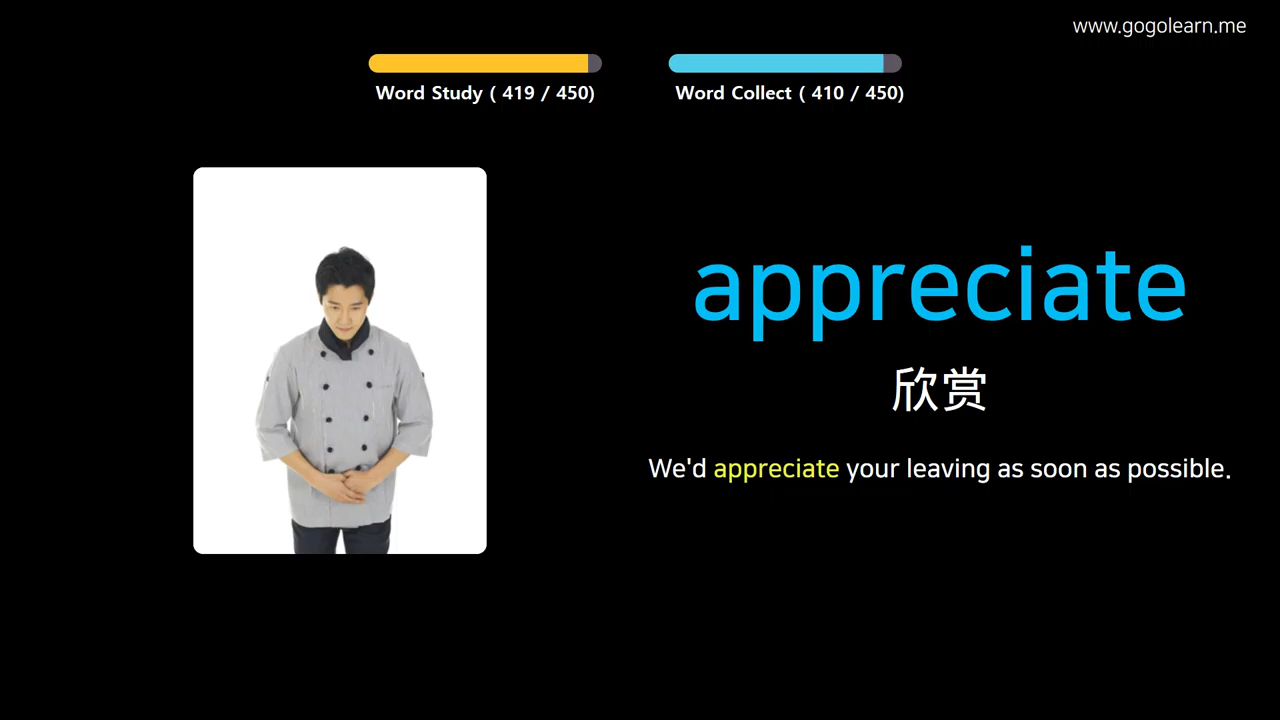 www.gogolearn.me
Word Study ( 419 / 450)
Word Collect ( 410 / 450)
appreciate
欣赏
We'd appreciate your leaving as soon as possible.